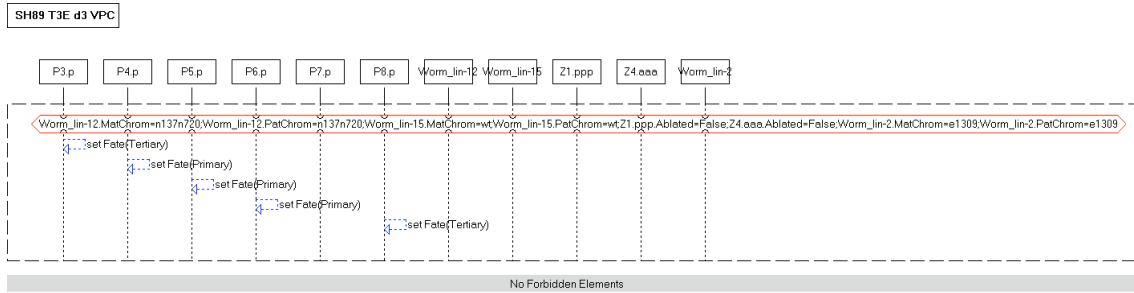 SH89 T3E d3 VPC
P3.p P4.p P5.p P6.p P7.p P8.p Worm_lin-12 Worm_lin-15 Z1.ppp Z4.aaa Worm_lin-2
Worm_lin-12.MatChrom=n137n720;Worm_lin-12.PatChrom=n137n720;Worm_lin-15.MatChrom=wt;Worm_lin-15.PatChrom=wt;Z1.ppp.Ablated=False;Z4.aaa.Ablated=False;Worm_lin-2.MatChrom=e1309;Worm_lin-2.PatChrom=e1309
set Fate(Tertiary)
set Fate(Primary)
set Fate(Primary)
set Fate(Primary)
set Fate(Tertiary)
No Forbidden Elements